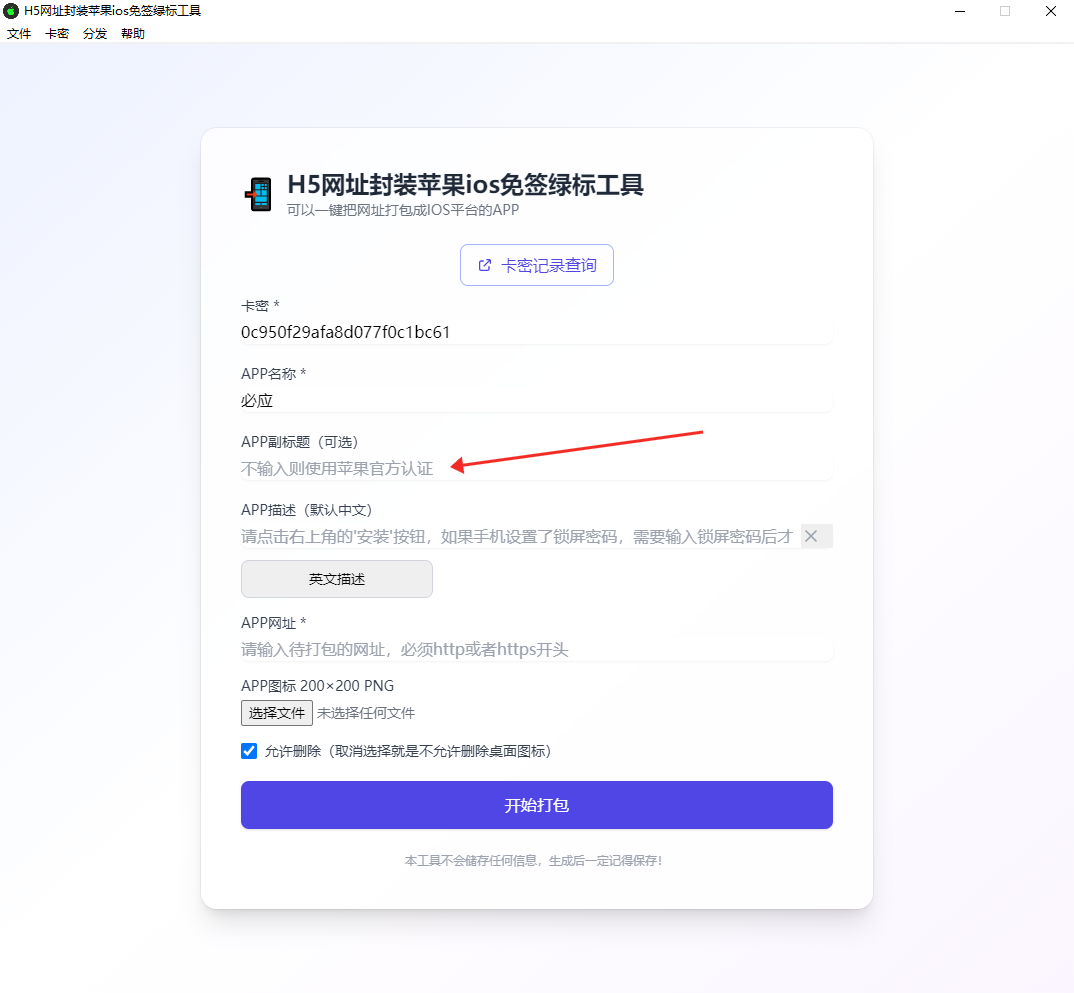 H5网址封装苹果ios免签绿标工具
文件 卡密 分发 帮助
H5网址封装苹果ios免签绿标工具
可以一键把网址打包成IOS平台的APP
卡密记录查询
卡密 *
0c950f29afa8d077f0c1bc61
APP名称 *
必应
APP副标题（可选）
不输入则使用苹果官方认证
APP描述（默认中文）
请点击右上角的'安装'按钮，如果手机设置了锁屏密码，需要输入锁屏密码后才
英文描述
APP网址 *
请输入待打包的网址，必须http或者https开头
APP图标 200×200 PNG
选择文件 未选择任何文件
允许删除（取消选择就是不允许删除桌面图标）
开始打包
本工具不会储存任何信息，生成后一定记得保存！